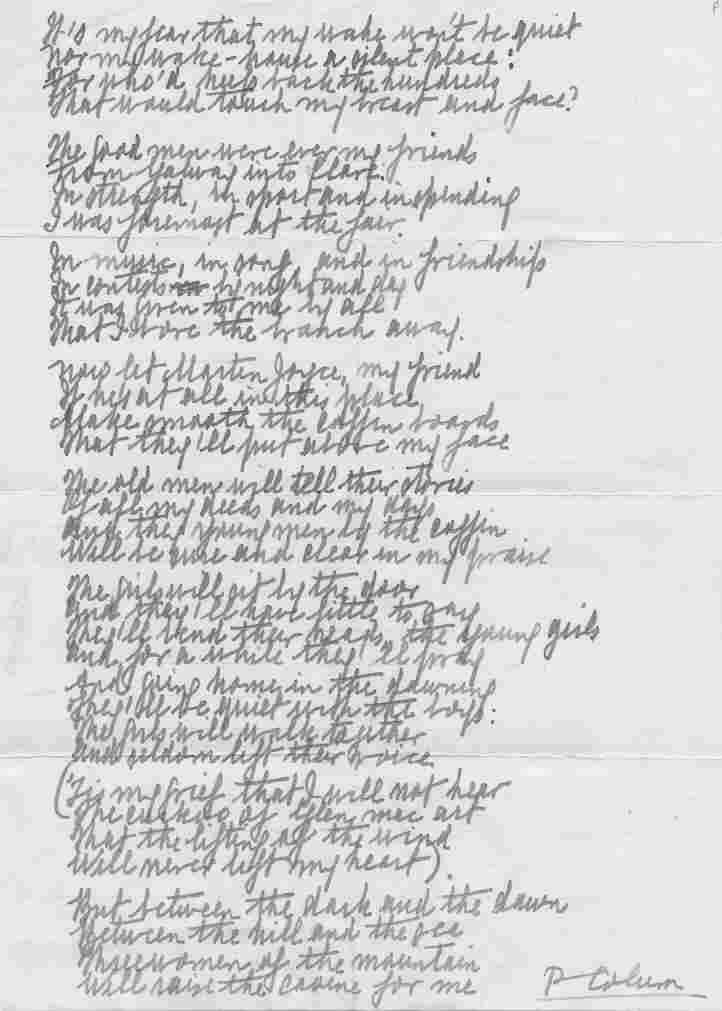 It's my fear that my wake won't be quiet
Nor my wake-house a silent place:
For who'd keep back the hundreds
That would touch my breast and face?
The good men were ever my friends
From Galway into Clare.
In strength, in sport and in spending
I was foremost at the fair.
In music, in song, and in friendship
In contests by night and day
It was given to me by all
That I bore the branch away.
Now let Martin Joyce, my friend
If he's at all in this place,
Make smooth the coffin boards
That they'll put above my face
The old men will tell their stories
Of all my deeds and my days
And the young men by the coffin
Will be and clear in my praise
The girls will sit by the door
And they'll have little to say
They'll bend their heads, the young girls
And for a while they'll pray
And going home in the dawning
They'll be quiet with the boys:
The girls will walk together
And seldom lift their voice
('Tis my grief that I will not hear
The cuckoo of Glen mac art
That the lifting of the wind
Will never lift my heart).
But between the dark and the dawn
Between the hill and the sea
Three women of the mountain
Will raise the caoine for me
P Colum